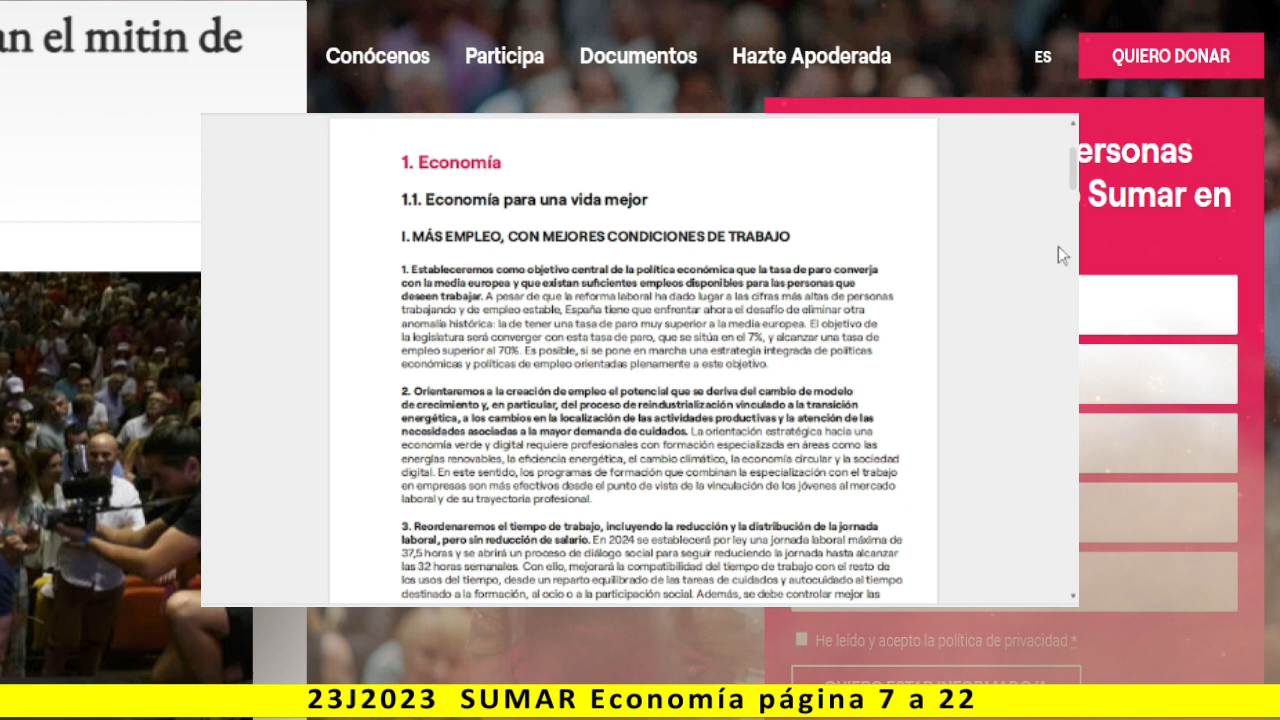 an el mitin de
Conócenos Participa Documentos Hazte Apoderada ES QUIERO DONAR
ersonas
Sumar en
1. Economía
1.1. Economía para una vida mejor
I. MÁS EMPLEO, CON MEJORES CONDICIONES DE TRABAJO
1. Estableceremos como objetivo central de la política económica que la tasa de paro converja
con la media europea y que existan suficientes empleos disponibles para las personas que
deseen trabajar. A pesar de que la reforma laboral ha dado lugar a las cifras más altas de personas
trabajando y de empleo estable, España tiene que enfrentar ahora el desafío de eliminar otra
anomalía histórica: la de tener una tasa de paro muy superior a la media europea. El objetivo de
la legislatura será converger con esta tasa de paro, que se sitúa en el 7%, y alcanzar una tasa de
empleo superior al 70%. Es posible, si se pone en marcha una estrategia integrada de políticas
económicas y políticas de empleo orientadas plenamente a este objetivo.
2. Orientaremos a la creación de empleo el potencial que se deriva del cambio de modelo
de crecimiento y, en particular, del proceso de reindustrialización vinculado a la transición
energética, a los cambios en la localización de las actividades productivas y la atención de las
necesidades asociadas a la mayor demanda de cuidados. La orientación estratégica hacia una
economía verde y digital requiere profesionales con formación especializada en áreas como las
energías renovables, la eficiencia energética, el cambio climático, la economía circular y la sociedad
digital. En este sentido, los programas de formación que combinan la especialización con el trabajo
en empresas son más efectivos desde el punto de vista de la vinculación de los jóvenes al mercado
laboral y de su trayectoria profesional.
3. Reordenaremos el tiempo de trabajo, incluyendo la reducción y la distribución de la jornada
laboral, pero sin reducción de salario. En 2024 se establecerá por ley una jornada laboral máxima de
37,5 horas y se abrirá un proceso de diálogo social para seguir reduciendo la jornada hasta alcanzar
las 32 horas semanales. Con ello, mejorará la compatibilidad del tiempo de trabajo con el resto de
los usos del tiempo, desde un reparto equilibrado de las tareas de cuidados y autocuidado al tiempo
destinado a la formación, al ocio o a la participación social. Además, se debe controlar mejor las
He leído y acepto la política de privacidad *
23J2023 SUMAR Economía página 7 a 22